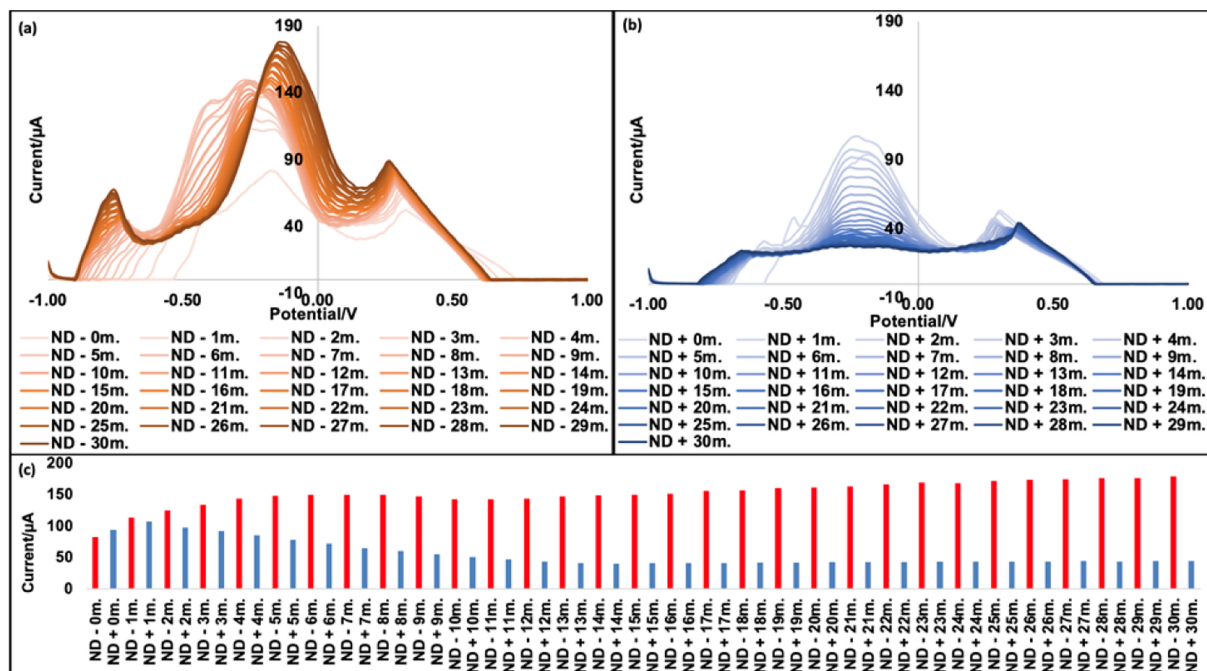 (a)
190
140
90
40
-10
Current/µA
-1.00 -0.50 0.00 0.50 1.00
Potential/V
ND - 0m. ND - 1m. ND - 2m. ND - 3m. ND - 4m.
ND - 5m. ND - 6m. ND - 7m. ND - 8m. ND - 9m.
ND - 10m. ND - 11m. ND - 12m. ND - 13m. ND - 14m.
ND - 15m. ND - 16m. ND - 17m. ND - 18m. ND - 19m.
ND - 20m. ND - 21m. ND - 22m. ND - 23m. ND - 24m.
ND - 25m. ND - 26m. ND - 27m. ND - 28m. ND - 29m.
ND - 30m.
(b)
190
140
90
40
-10
Current/µA
-1.00 -0.50 0.00 0.50 1.00
Potential/V
ND + 0m. ND + 1m. ND + 2m. ND + 3m. ND + 4m.
ND + 5m. ND + 6m. ND + 7m. ND + 8m. ND + 9m.
ND + 10m. ND + 11m. ND + 12m. ND + 13m. ND + 14m.
ND + 15m. ND + 16m. ND + 17m. ND + 18m. ND + 19m.
ND + 20m. ND + 21m. ND + 22m. ND + 23m. ND + 24m.
ND + 25m. ND + 26m. ND + 27m. ND + 28m. ND + 29m.
ND + 30m.
(c)
200
150
100
50
0
Current/µA
ND - 0m.
ND + 0m.
ND - 1m.
ND + 1m.
ND - 2m.
ND + 2m.
ND - 3m.
ND + 3m.
ND - 4m.
ND + 4m.
ND - 5m.
ND + 5m.
ND - 6m.
ND + 6m.
ND - 7m.
ND + 7m.
ND - 8m.
ND + 8m.
ND - 9m.
ND + 9m.
ND - 10m.
ND + 10m.
ND - 11m.
ND + 11m.
ND - 12m.
ND + 12m.
ND - 13m.
ND + 13m.
ND - 14m.
ND + 14m.
ND - 15m.
ND + 15m.
ND - 16m.
ND + 16m.
ND - 17m.
ND + 17m.
ND - 18m.
ND + 18m.
ND - 19m.
ND + 19m.
ND - 20m.
ND + 20m.
ND - 21m.
ND + 21m.
ND - 22m.
ND + 22m.
ND - 23m.
ND + 23m.
ND - 24m.
ND + 24m.
ND - 25m.
ND + 25m.
ND - 26m.
ND + 26m.
ND - 27m.
ND + 27m.
ND - 28m.
ND + 28m.
ND - 29m.
ND + 29m.
ND - 30m.
ND + 30m.